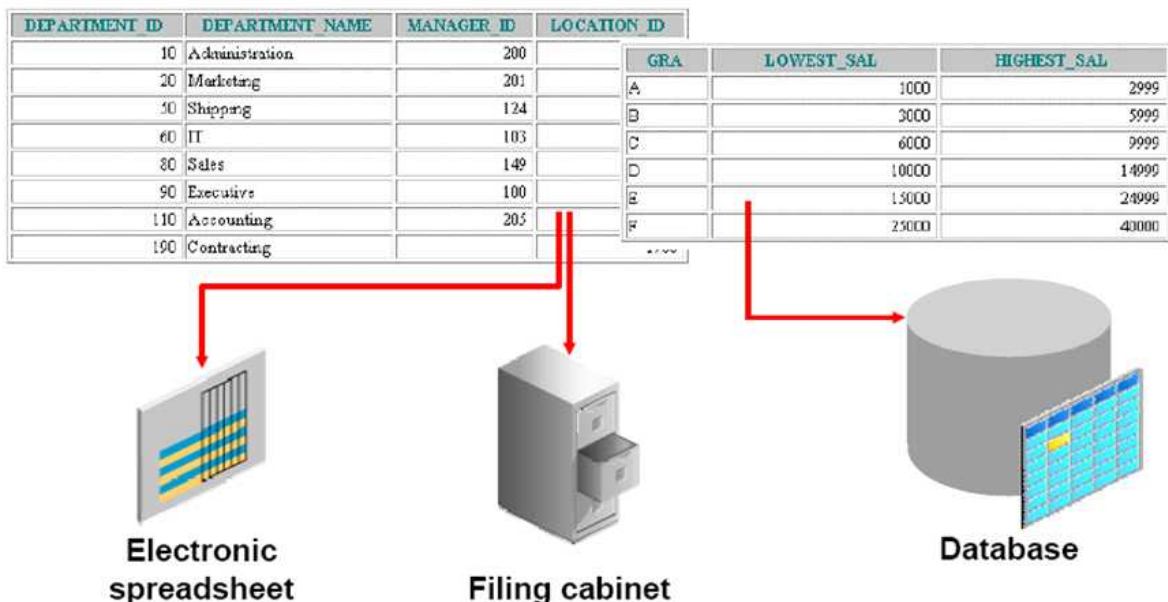 DEPARTMENT_ID DEPARTMENT_NAME MANAGER_ID LOCATION_ID
10 Administration 200
20 Marketing 201
50 Shipping 124
60 IT 103
80 Sales 149
90 Executive 100
110 Accounting 205
190 Contracting
GRA LOWEST_SAL HIGHEST_SAL
A 1000 2999
B 3000 5999
C 6000 9999
D 10000 14999
E 15000 24999
F 25000 40000
Electronic
spreadsheet
Filing cabinet
Database